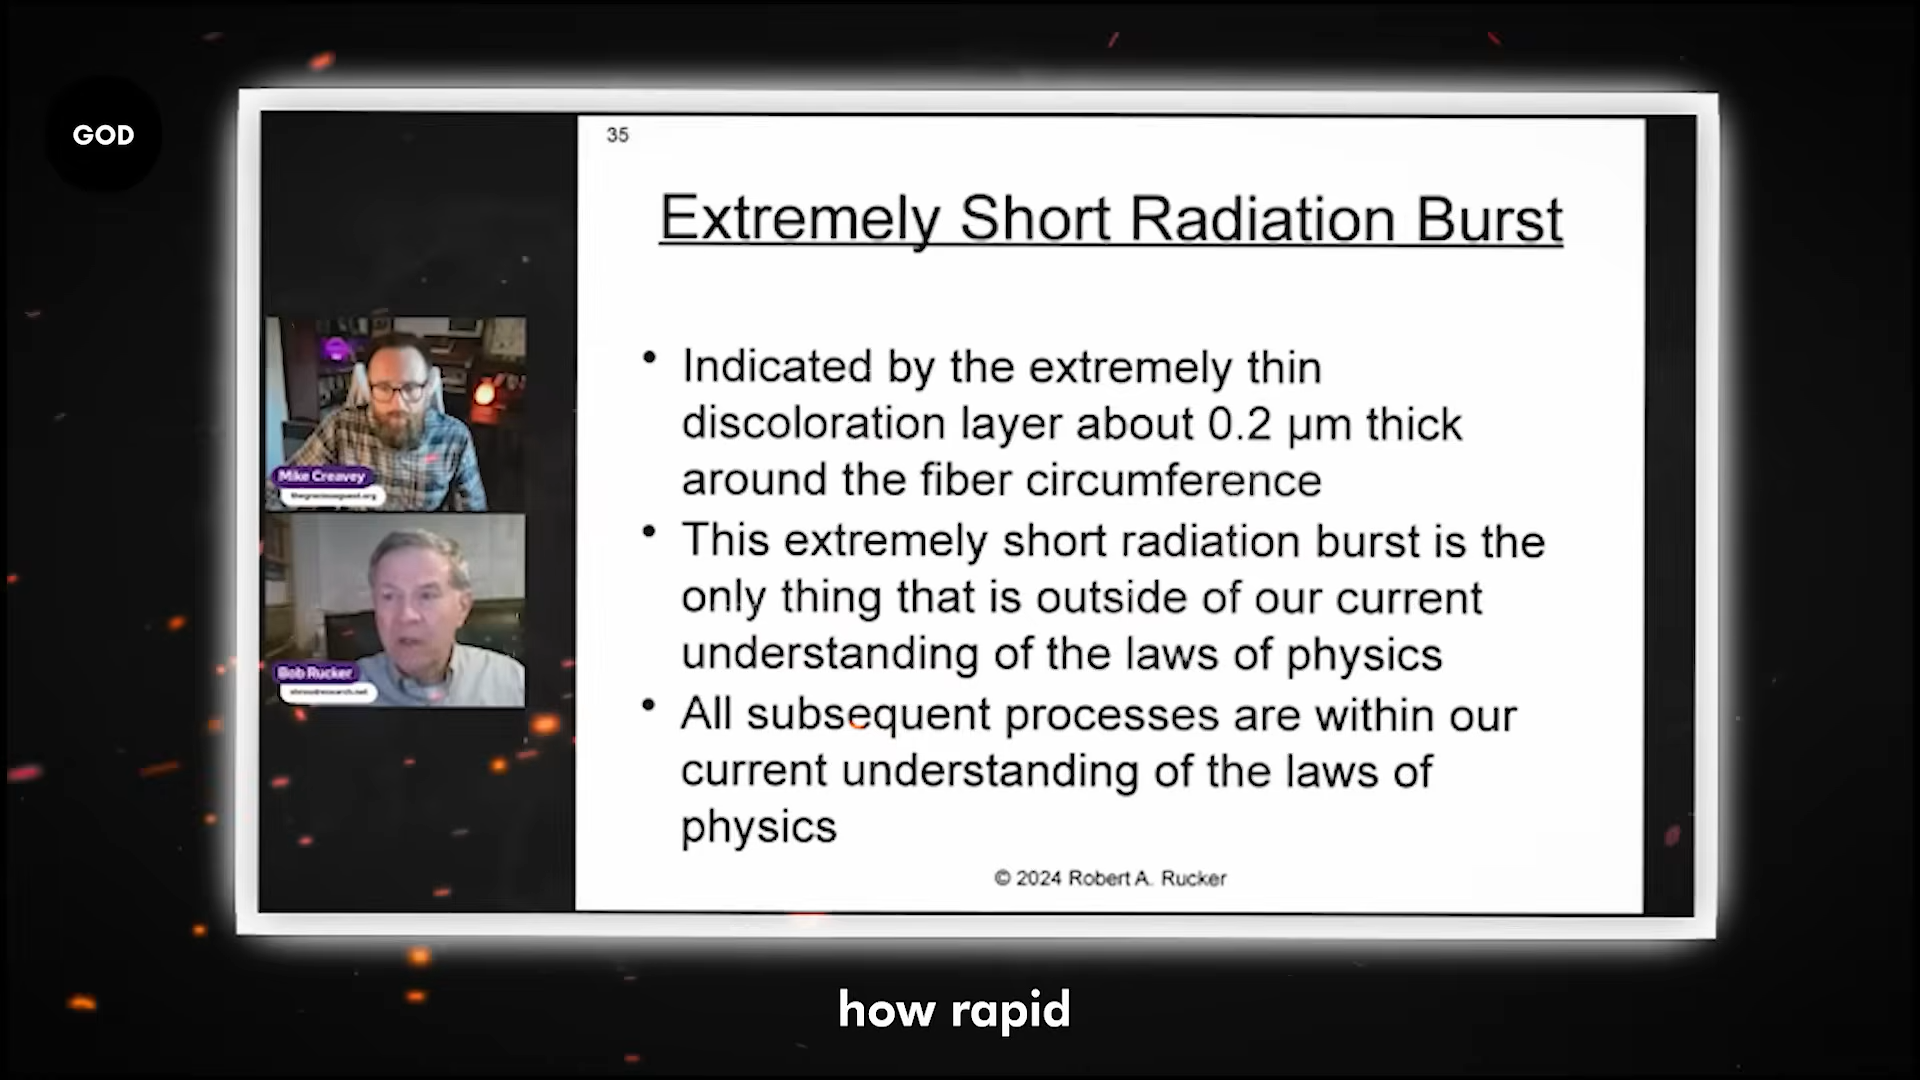 GOD
35
Extremely Short Radiation Burst
• Indicated by the extremely thin
discoloration layer about 0.2 µm thick
around the fiber circumference
• This extremely short radiation burst is the
only thing that is outside of our current
understanding of the laws of physics
• All subsequent processes are within our
current understanding of the laws of
physics
© 2024 Robert A. Rucker
Mike Creavey
Bob Rucker
how rapid